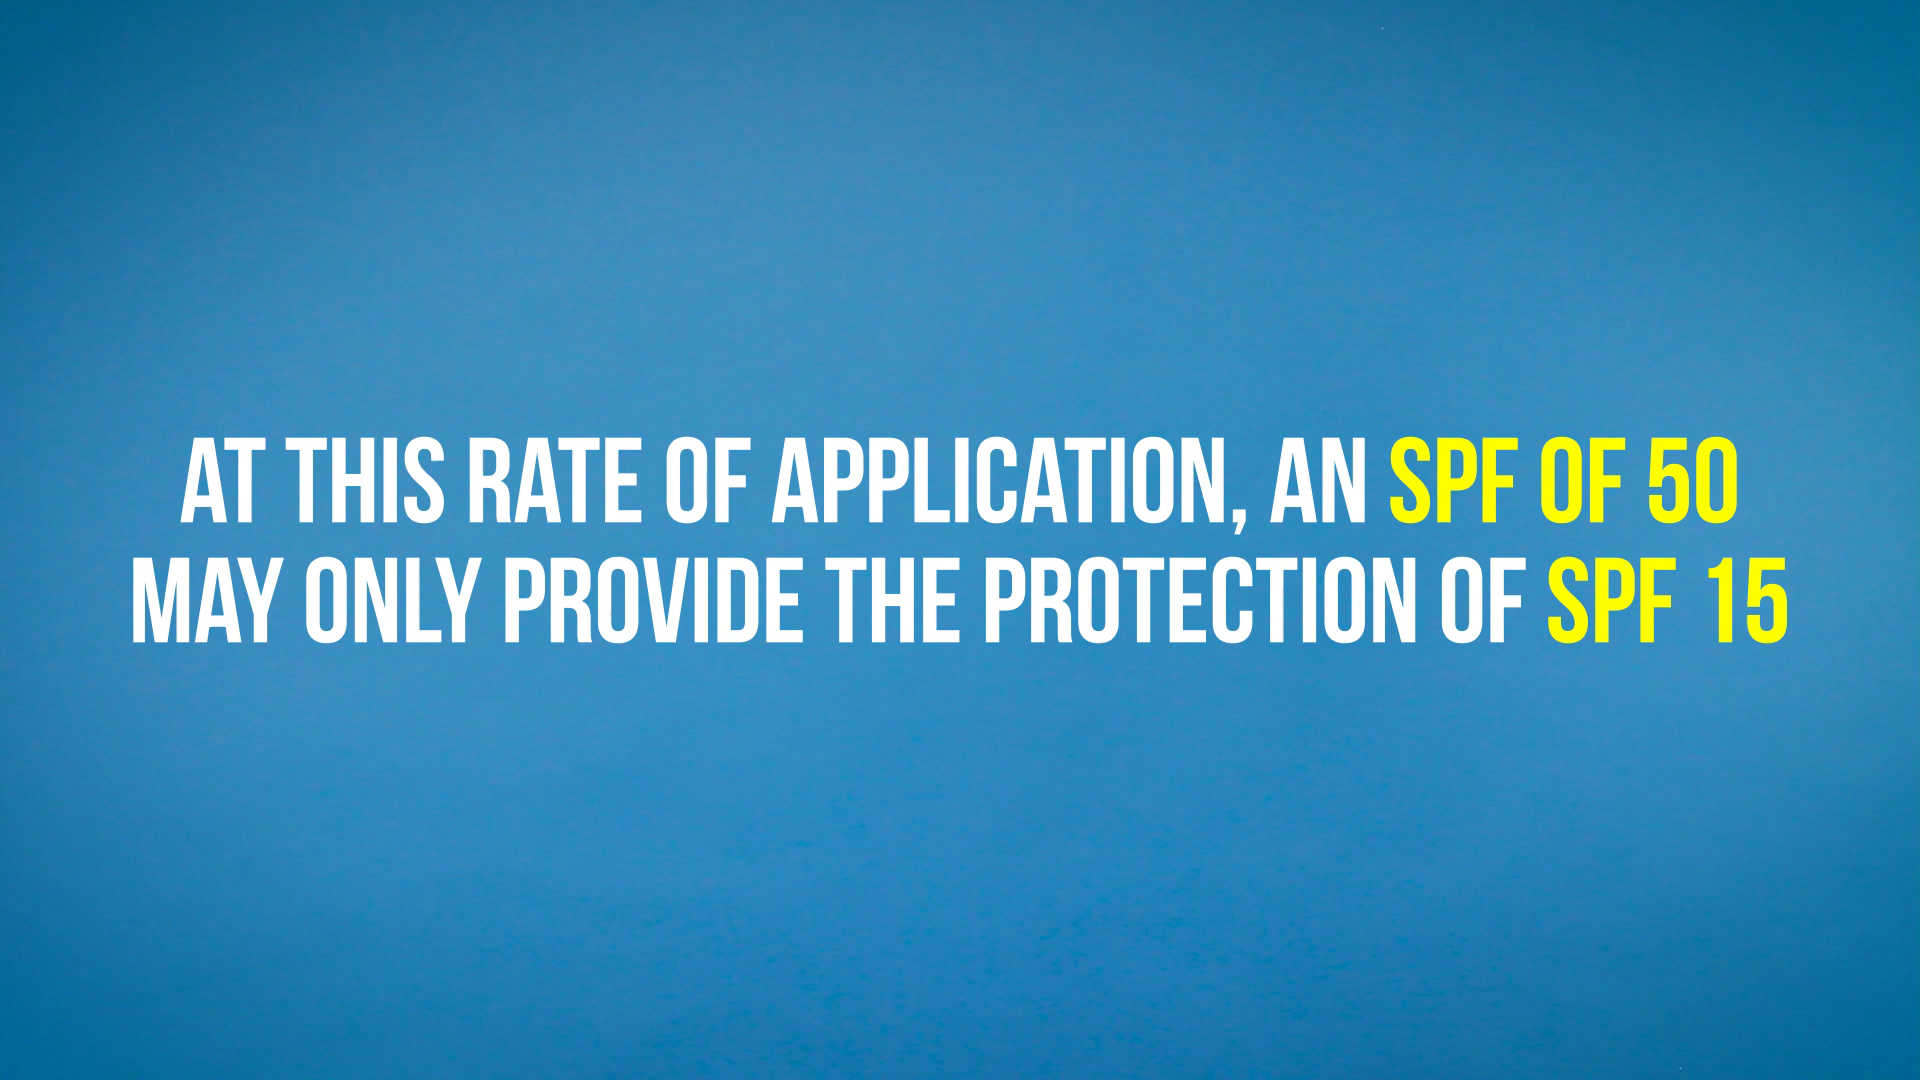 AT THIS RATE OF APPLICATION, AN SPF OF 50
MAY ONLY PROVIDE THE PROTECTION OF SPF 15